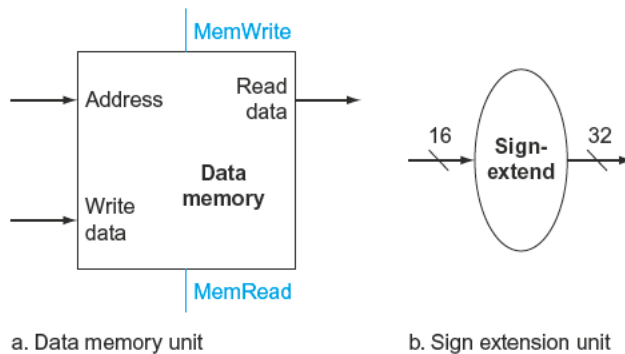 MemWrite
Address
Read
data
Data
memory
Write
data
MemRead
16
Sign-
extend
32
a. Data memory unit
b. Sign extension unit